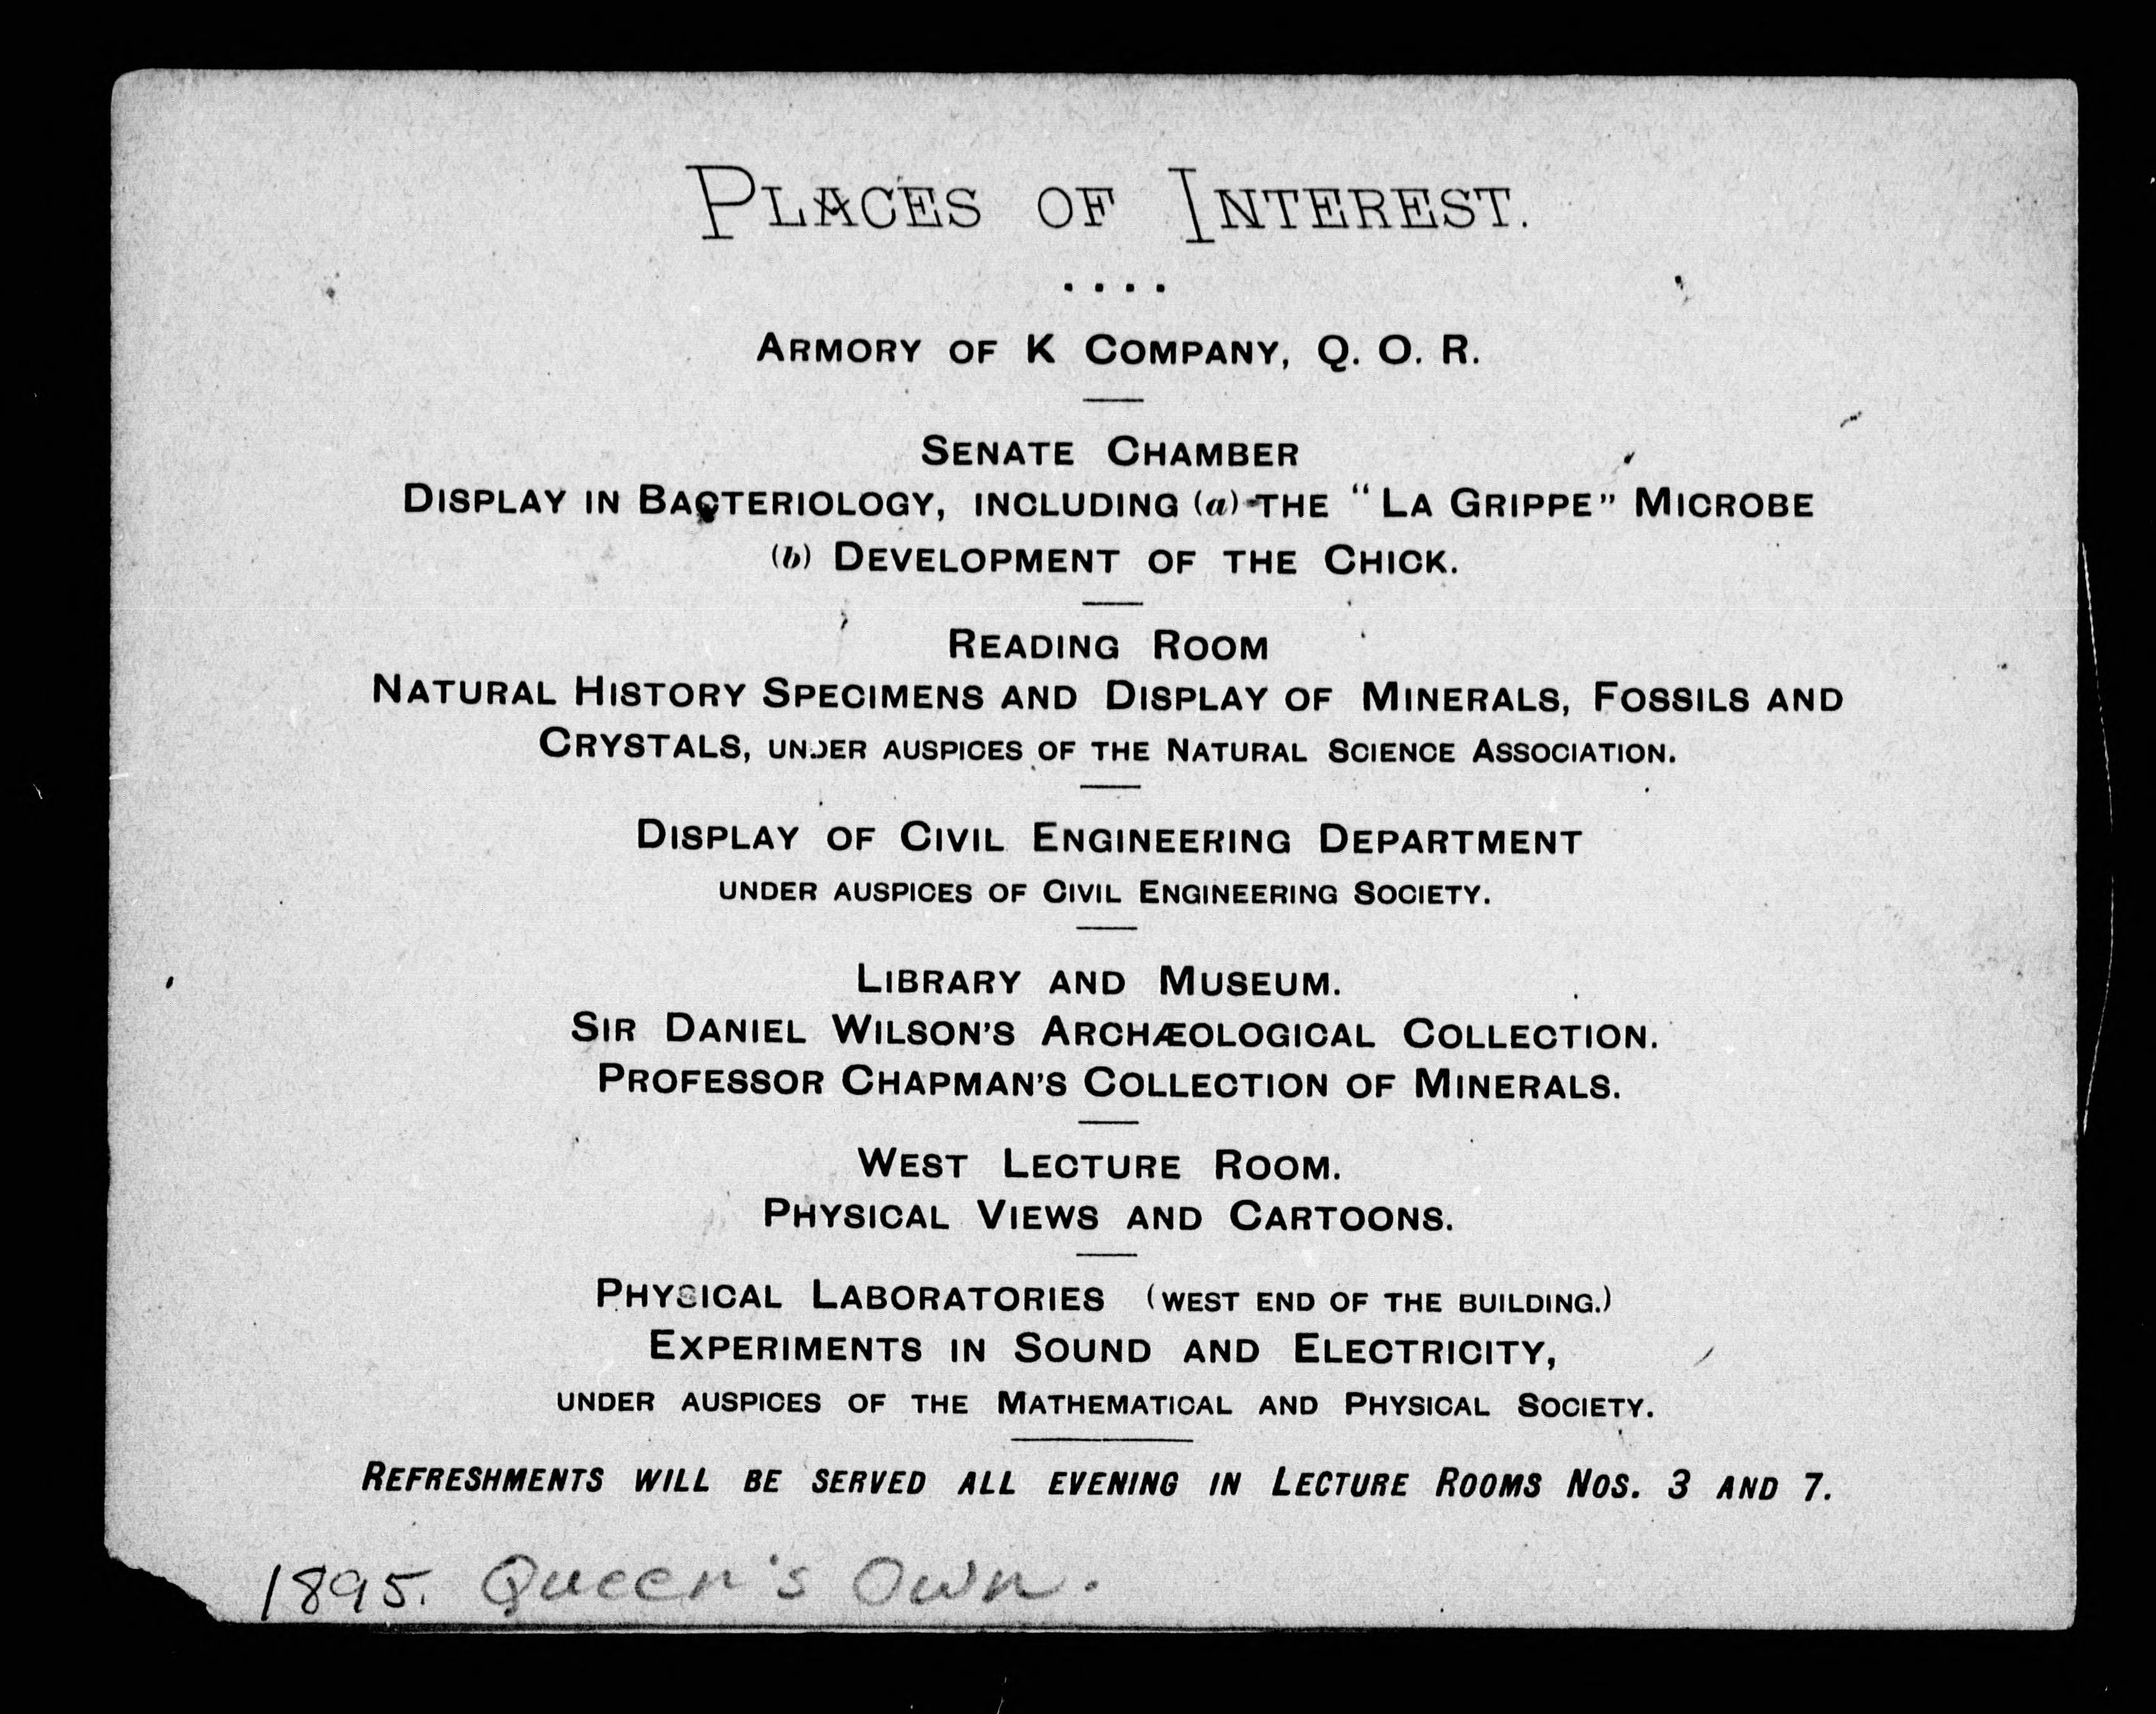 PLACES OF INTEREST.
....
ARMORY OF K COMPANY, Q. O. R.
SENATE CHAMBER
DISPLAY IN BACTERIOLOGY, INCLUDING (a) THE "LA GRIPPE" MICROBE
(b) DEVELOPMENT OF THE CHICK.
READING ROOM
NATURAL HISTORY SPECIMENS AND DISPLAY OF MINERALS, FOSSILS AND
CRYSTALS, UNDER AUSPICES OF THE NATURAL SCIENCE ASSOCIATION.
DISPLAY OF CIVIL ENGINEERING DEPARTMENT
UNDER AUSPICES OF CIVIL ENGINEERING SOCIETY.
LIBRARY AND MUSEUM.
SIR DANIEL WILSON'S ARCHÆOLOGICAL COLLECTION.
PROFESSOR CHAPMAN'S COLLECTION OF MINERALS.
WEST LECTURE ROOM.
PHYSICAL VIEWS AND CARTOONS.
PHYSICAL LABORATORIES (WEST END OF THE BUILDING.)
EXPERIMENTS IN SOUND AND ELECTRICITY,
UNDER AUSPICES OF THE MATHEMATICAL AND PHYSICAL SOCIETY.
REFRESHMENTS WILL BE SERVED ALL EVENING IN LECTURE ROOMS NOS. 3 AND 7.
1895. Queen's Own.